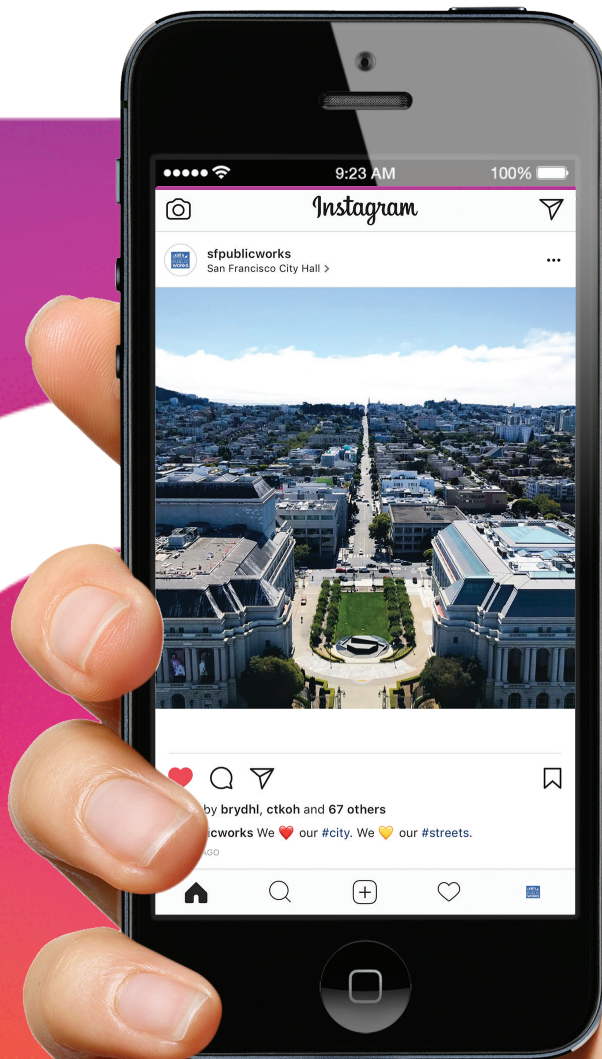 9:23 AM 100%
Instagram
sfpublicworks
San Francisco City Hall >
by brydhl, ctkoh and 67 others
cworks We ❤️ our #city. We 💛 our #streets.
AGO